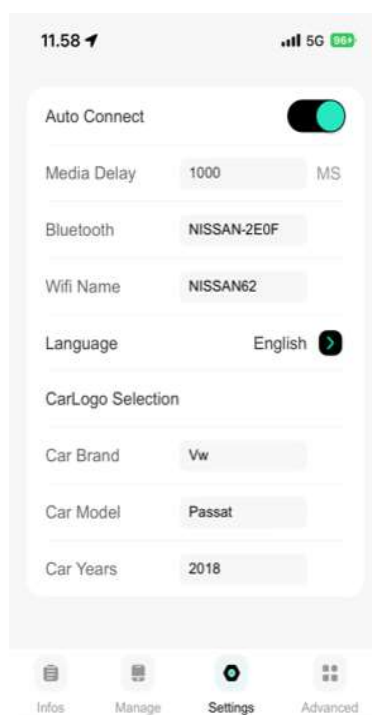 11.58 5G 96
Auto Connect
Media Delay 1000 MS
Bluetooth NISSAN-2E0F
Wifi Name NISSAN62
Language English
CarLogo Selection
Car Brand Vw
Car Model Passat
Car Years 2018
Infos Manage Settings Advanced